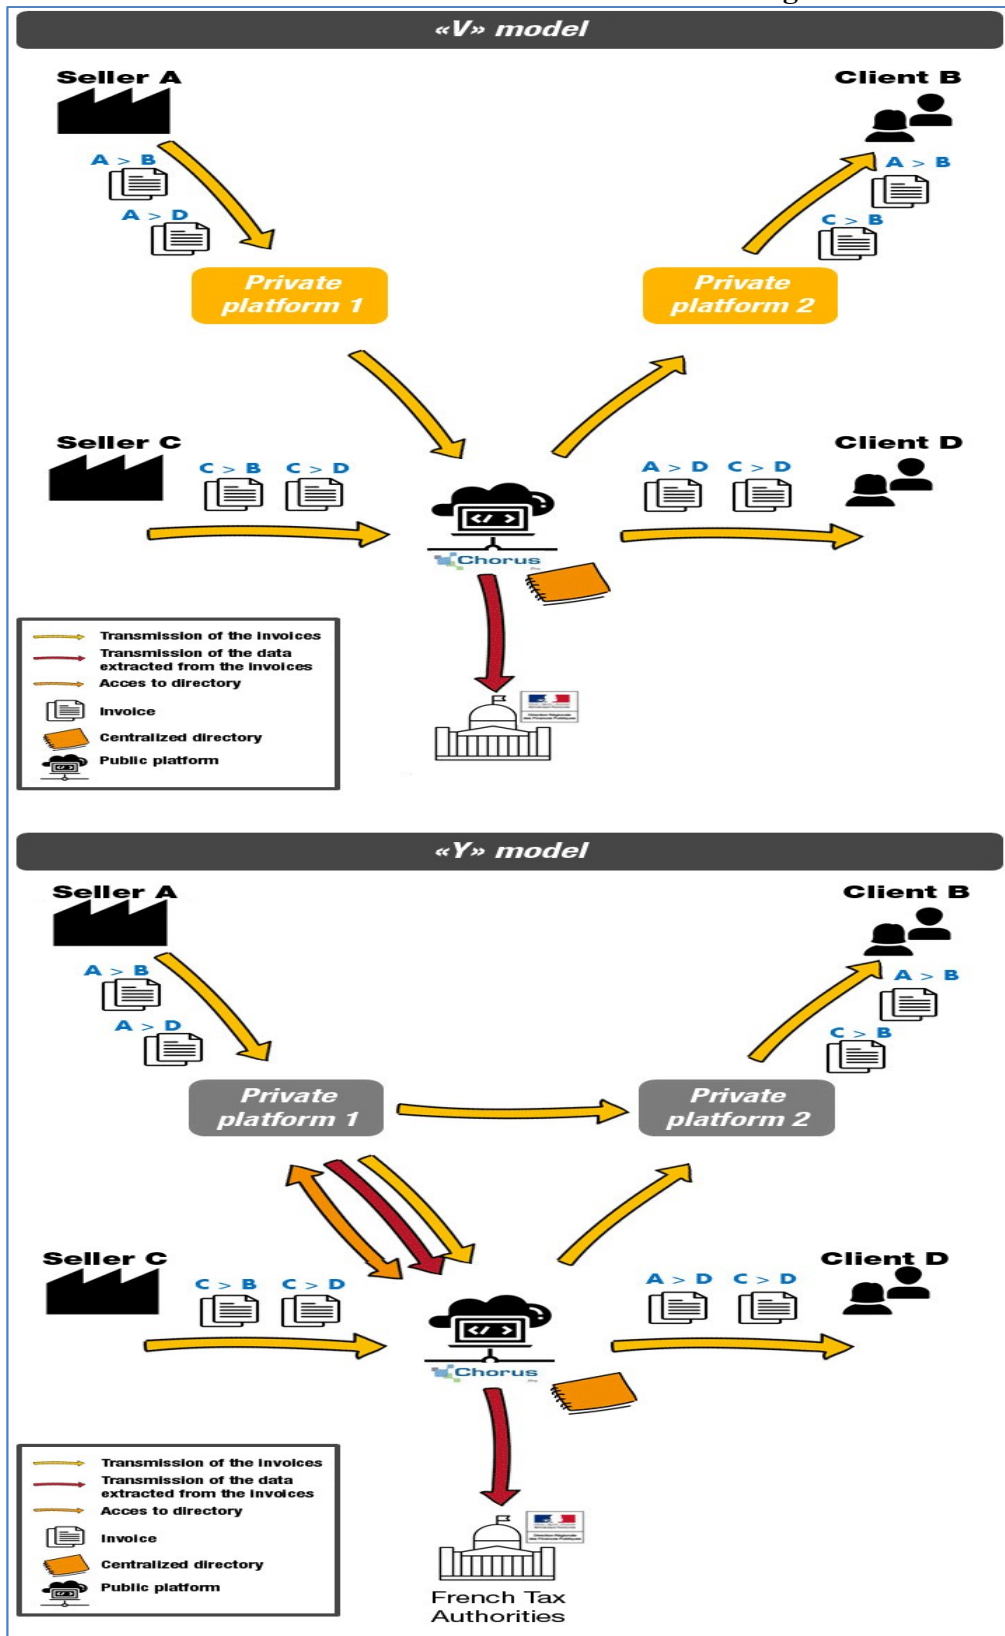 «V» model
Seller A
Client B
A > B
A > D
A > B
C > B
Private
platform 1
Private
platform 2
Seller C
Client D
C > B C > D
A > D C > D
Chorus
Transmission of the invoices
Transmission of the data
extracted from the invoices
Acces to directory
Invoice
Centralized directory
Public platform
«Y» model
Seller A
Client B
A > B
A > D
A > B
C > B
Private
platform 1
Private
platform 2
Seller C
Client D
C > B C > D
A > D C > D
Chorus
Transmission of the invoices
Transmission of the data
extracted from the invoices
Acces to directory
Invoice
Centralized directory
Public platform
French Tax
Authorities